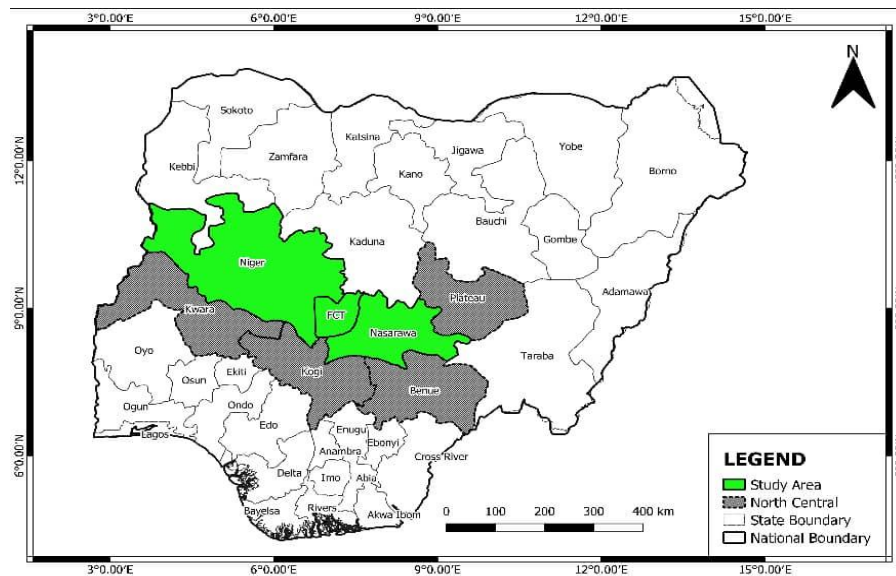 3°0.00'E 6°0.00'E 9°0.00'E 12°0.00'E 15°0.00'E
N
Sokoto
Katsina
Jigawa
Yobe
Zamfara
Kebbi
Kano
Borno
12°0.00'N
Bauchi
Kaduna
Gombe
Niger
Adamawa
Plateau
9°0.00'N
Kwara
FCT
Nasarawa
Oyo
Taraba
Kogi
Benue
Osun
Ekiti
Ogun
Ondo
Lagos
Edo
Enugu
Ebonyi
Anambra
Cross River
6°0.00'N
Delta
Imo
Abia
Bayelsa
Rivers
Akwa Ibom
0 100 200 300 400 km
LEGEND
Study Area
North Central
State Boundary
National Boundary
3°0.00'E 6°0.00'E 9°0.00'E 12°0.00'E 15°0.00'E